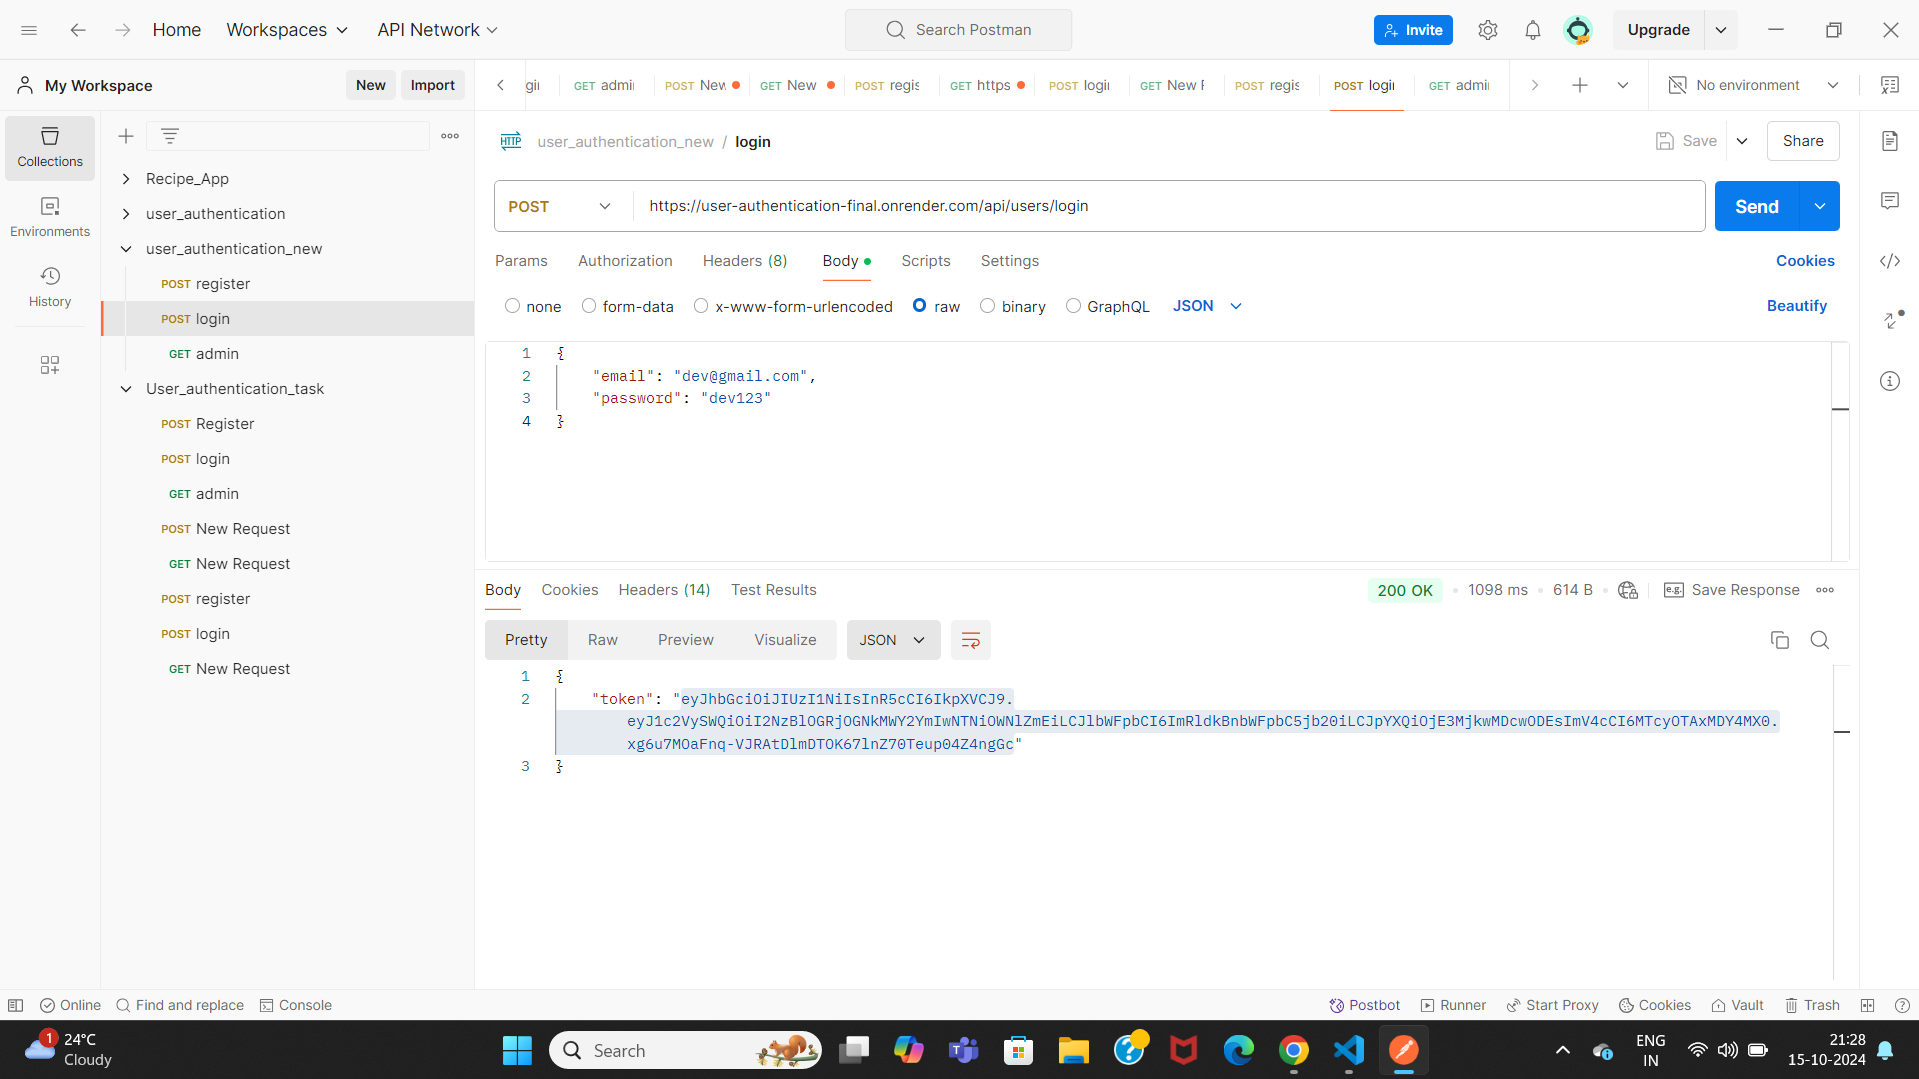 Home
Workspaces
API Network
Search Postman
Invite
Upgrade
My Workspace
New
Import
GET admi
POST New
GET New
POST regis
GET https
POST logi
GET New
POST regis
POST logi
GET admi
No environment
Collections
Environments
History
Recipe_App
user_authentication
user_authentication_new
POST register
POST login
GET admin
User_authentication_task
POST Register
POST login
GET admin
POST New Request
GET New Request
POST register
POST login
GET New Request
HTTP
user_authentication_new / login
Save
Share
POST
https://user-authentication-final.onrender.com/api/users/login
Send
Params
Authorization
Headers (8)
Body
Scripts
Settings
Cookies
none
form-data
x-www-form-urlencoded
raw
binary
GraphQL
JSON
Beautify
1 {
2 "email": "dev@gmail.com",
3 "password": "dev123"
4 }
Body
Cookies
Headers (14)
Test Results
200 OK
1098 ms
614 B
e.g.
Save Response
Pretty
Raw
Preview
Visualize
JSON
1 {
2 "token": "eyJhbGciOiJIUzI1NiIsInR5cCI6IkpXVCJ9.
eyJ1c2VySWQiOiI2NzBlOGRjOGNkMWY2YmIwNTNiOWNlZmEiLCJlbWFpbCI6ImRldkBnbWFpbC5jb20iLCJpYXQiOjE3MjkwMDcwODEsImV4cCI6MTcyOTAxMDY4MX0.
xg6u7MOaFnq-VJRAtDlmDTOK67lnZ70Teup04Z4ngGc"
3 }
Online
Find and replace
Console
Postbot
Runner
Start Proxy
Cookies
Vault
Trash
1
24°C
Cloudy
Search
ENG
IN
21:28
15-10-2024